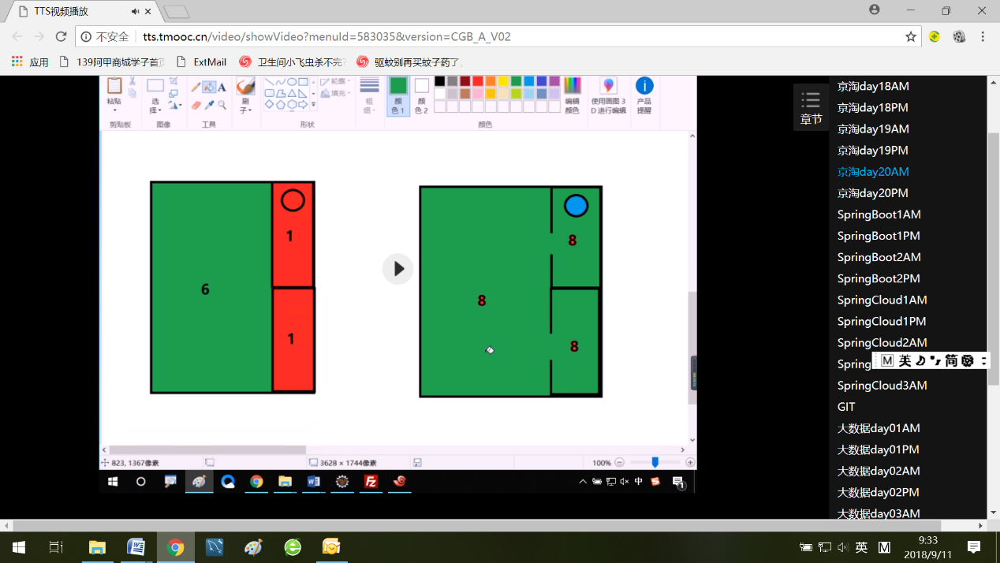 TTS视频播放
不安全 tts.tmooc.cn/video/showVideo?menuId=583035&version=CGB_A_V02
应用 139阿甲商城学子首 ExtMail 卫生间小飞虫杀不完 驱蚊别再买蚊子药了
粘贴
选择
A
刷子
轮廓
填充
粗细
颜色 1
颜色 2
编辑颜色
使用画图 3D 进行编辑
产品提醒
剪贴板 图像 工具 形状 颜色
6
1
1
8
8
8
823, 1367像素
3628 × 1744像素
100%
中
1
章节
京淘day18AM
京淘day18PM
京淘day19AM
京淘day19PM
京淘day20AM
京淘day20PM
SpringBoot1AM
SpringBoot1PM
SpringBoot2AM
SpringBoot2PM
SpringCloud1AM
SpringCloud1PM
SpringCloud2AM
Spring
M 英 简
SpringCloud3AM
GIT
大数据day01AM
大数据day01PM
大数据day02AM
大数据day02PM
大数据day03AM
英 M
9:33
2018/9/11